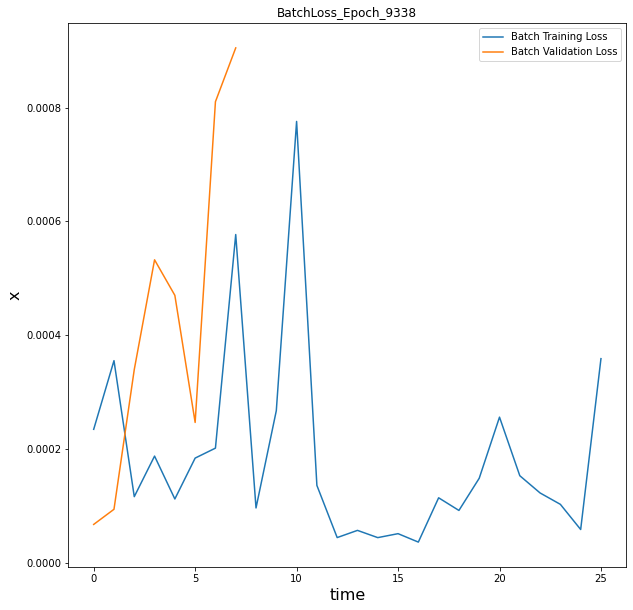 BatchLoss_Epoch_9338
Batch Training Loss
Batch Validation Loss
0.0008
0.0006
0.0004
0.0002
0.0000
x
0 5 10 15 20 25
time